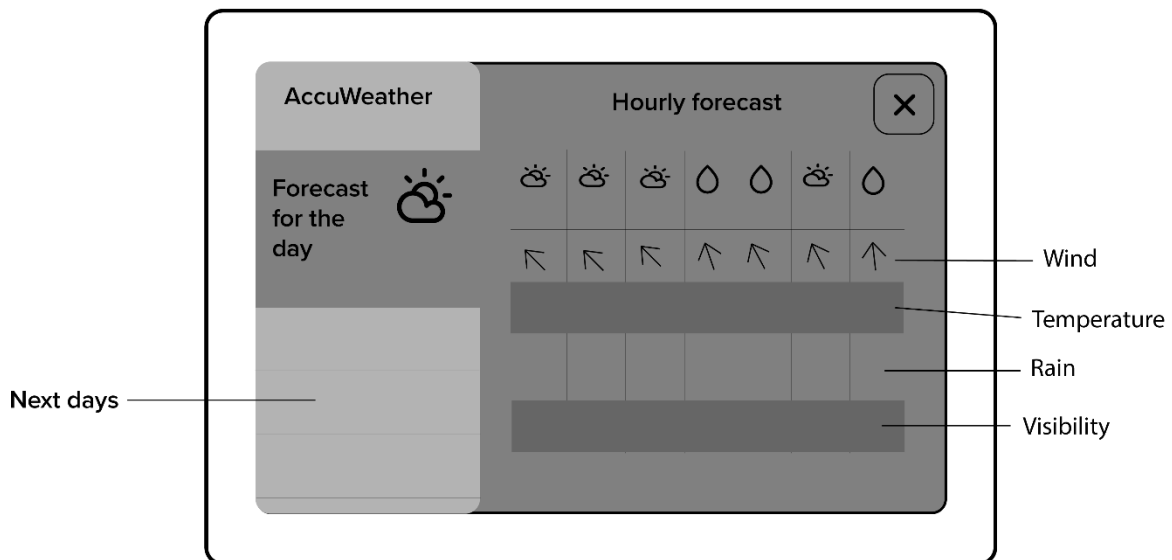 AccuWeather
Hourly forecast
Forecast
for the
day
Wind
Temperature
Rain
Next days
Visibility